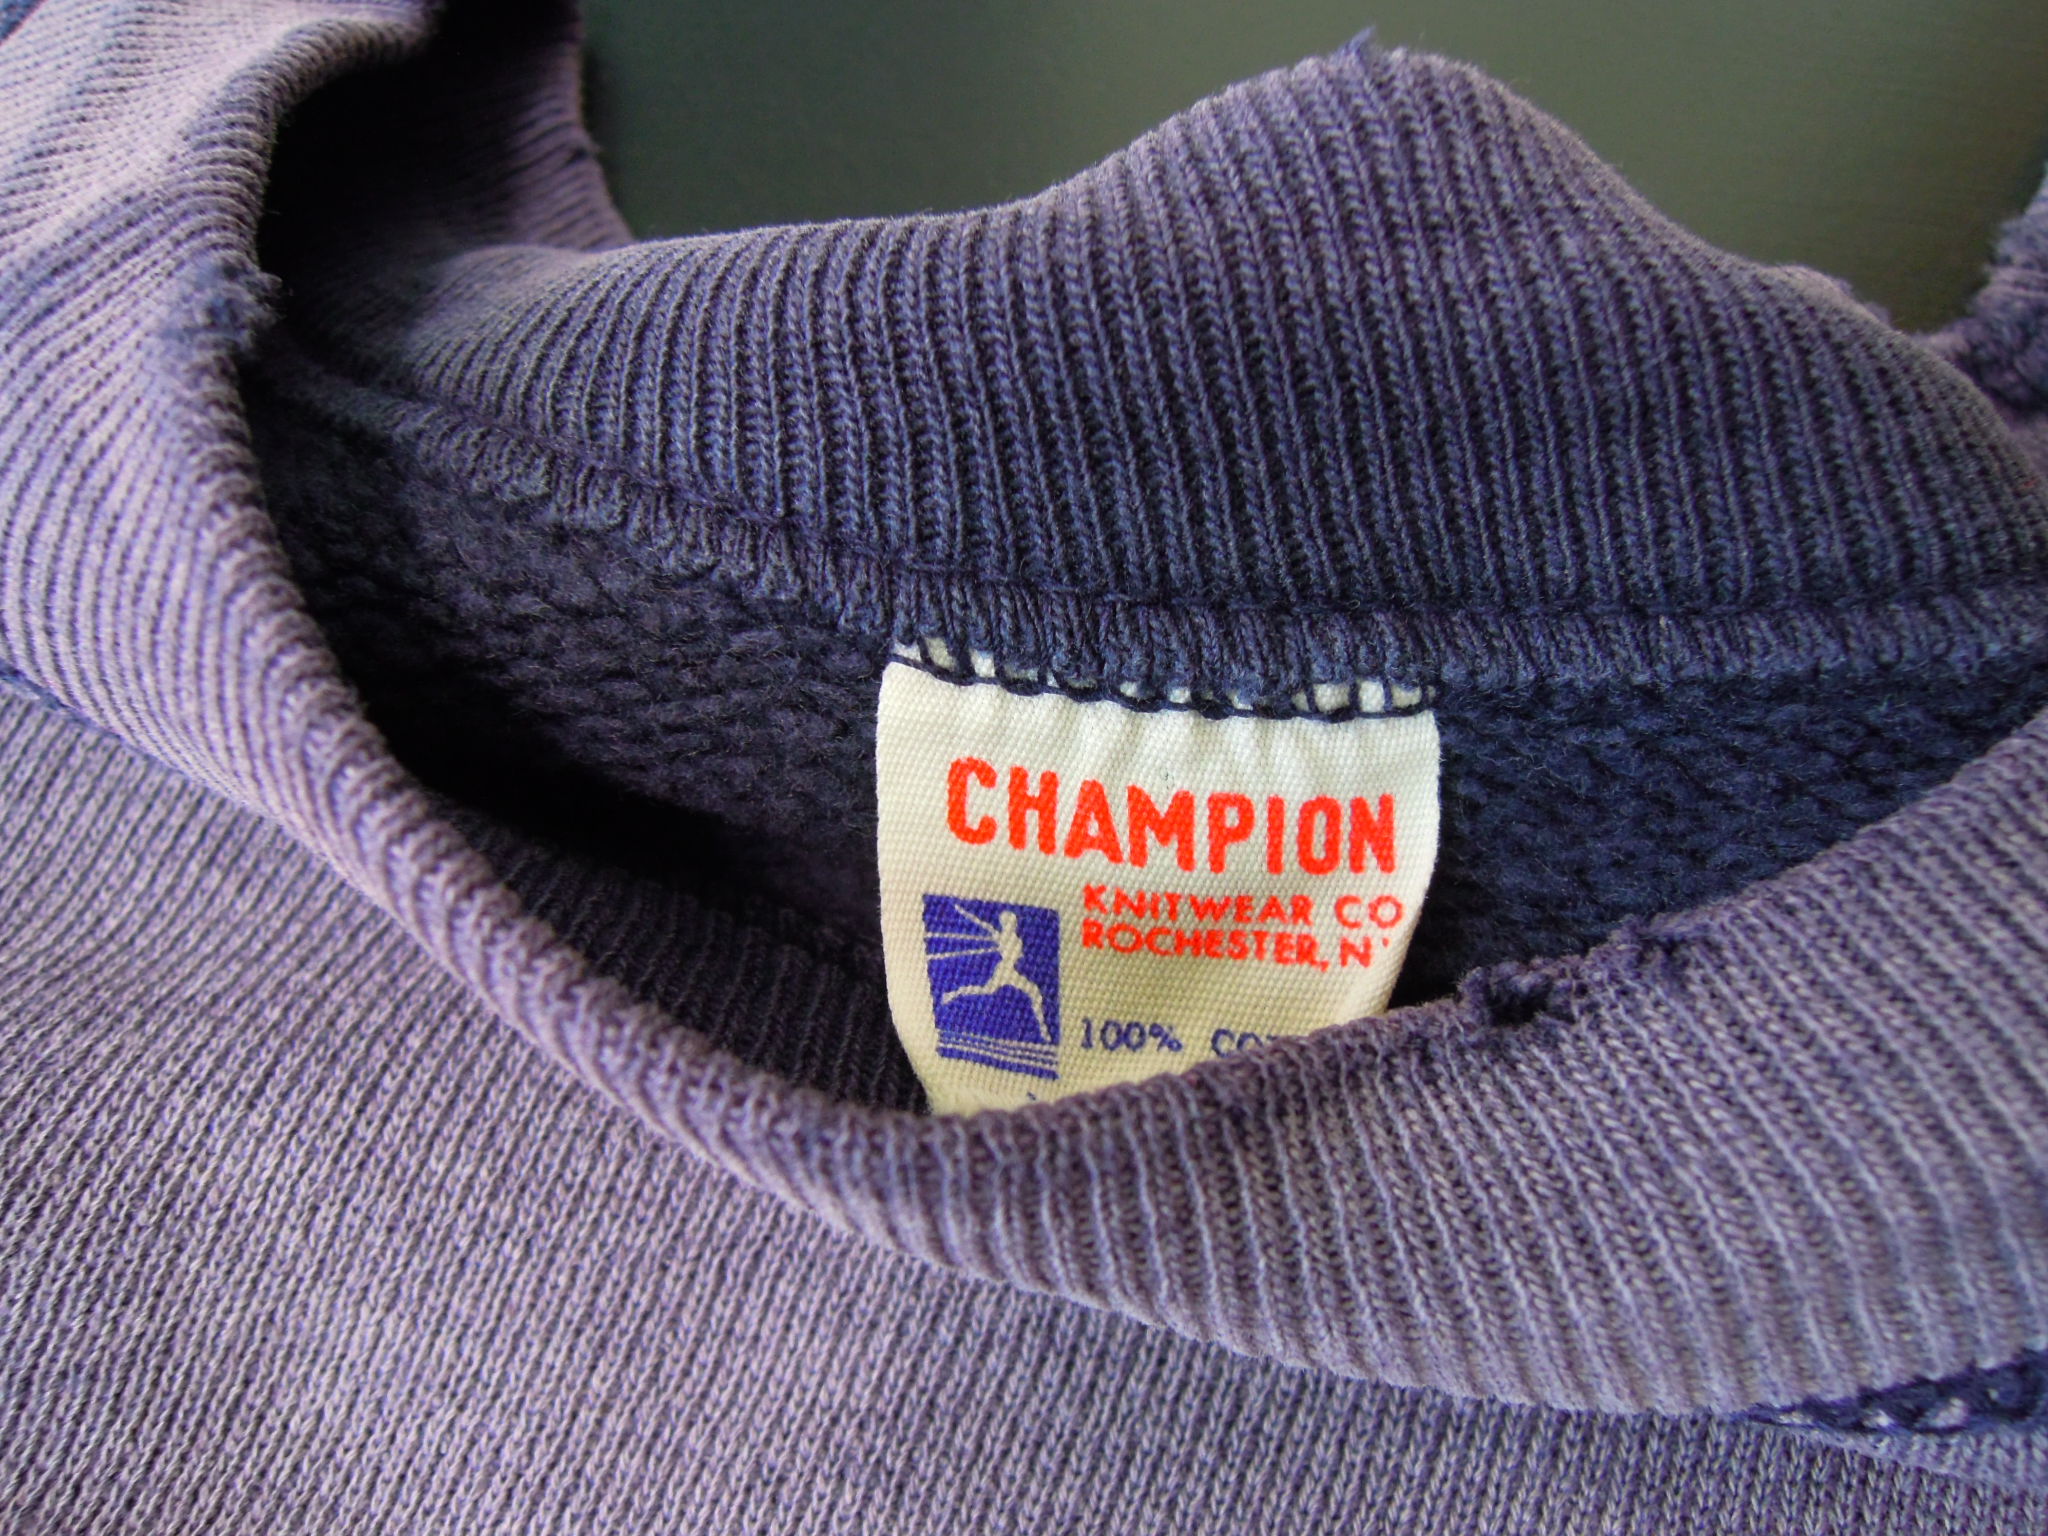 CHAMPION
KNITWEAR CO
ROCHESTER, N
100%